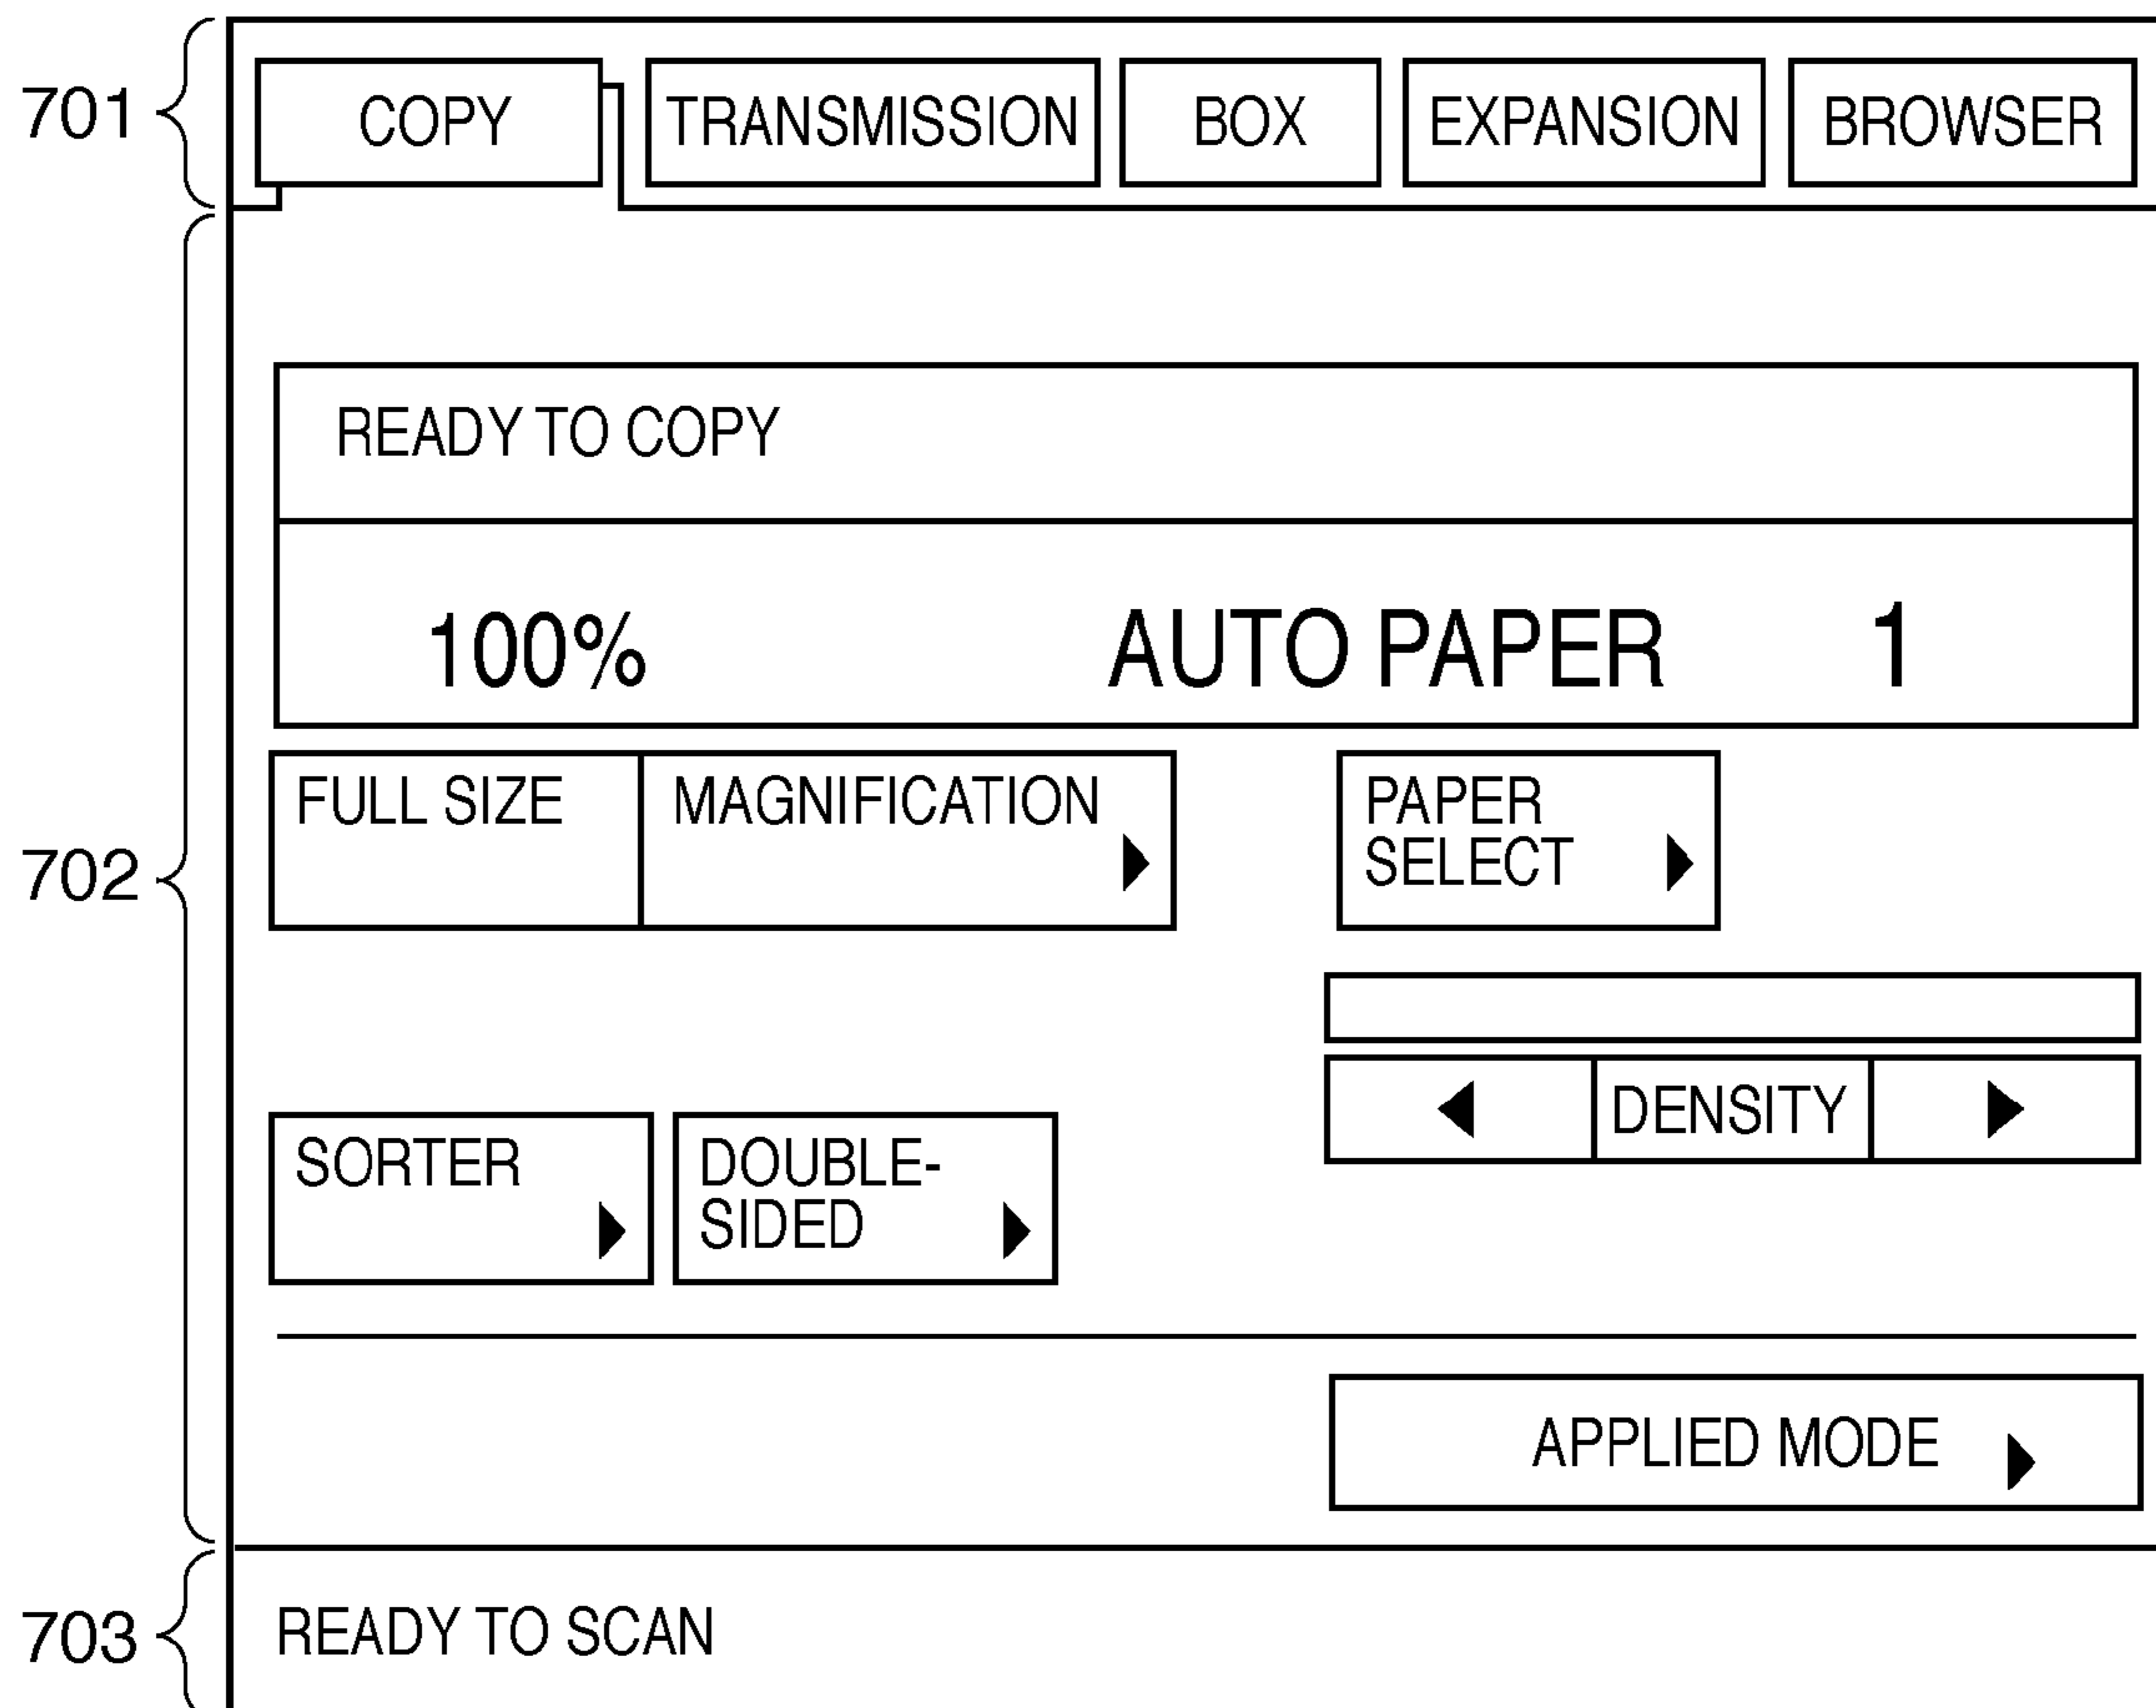 701
COPY TRANSMISSION BOX EXPANSION BROWSER
702
READY TO COPY
100% AUTO PAPER 1
FULL SIZE MAGNIFICATION
PAPER
SELECT
DENSITY
SORTER
DOUBLE-
SIDED
APPLIED MODE
703
READY TO SCAN